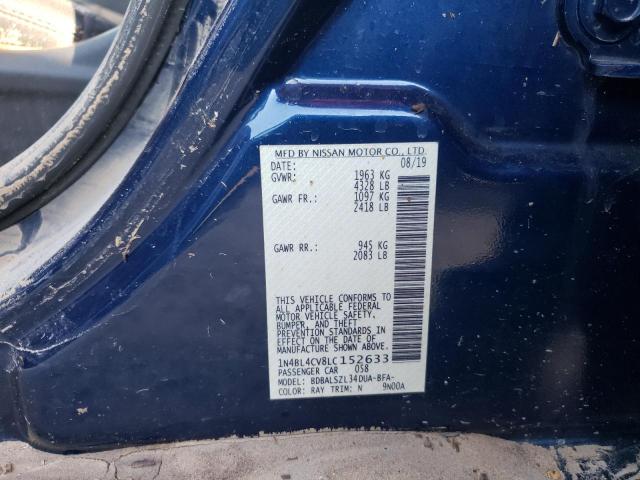 MFD BY NISSAN MOTOR CO., LTD.
DATE: 08/19
GVWR: 1963 KG
4328 LB
GAWR FR.: 1097 KG
2418 LB
GAWR RR.: 945 KG
2083 LB
THIS VEHICLE CONFORMS TO
ALL APPLICABLE FEDERAL
MOTOR VEHICLE SAFETY,
BUMPER, AND THEFT
PREVENTION STANDARDS IN
EFFECT ON THE DATE OF
MANUFACTURE SHOWN ABOVE.
1N4BL4CV8LC152633
PASSENGER CAR 058
MODEL: BDBALSZL34DUA-BFA-
COLOR: RAY TRIM: N 9N00A